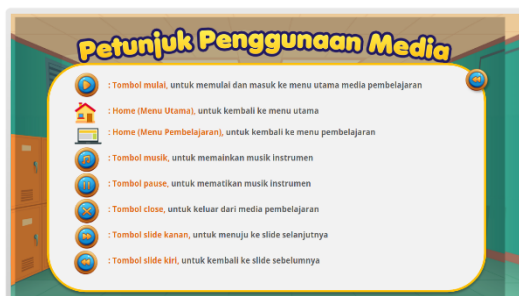 Petunjuk Penggunaan Media
: Tombol mulai, untuk memulai dan masuk ke menu utama media pembelajaran
: Home (Menu Utama), untuk kembali ke menu utama
: Home (Menu Pembelajaran), untuk kembali ke menu pembelajaran
: Tombol musik, untuk memainkan musik instrumen
: Tombol pause, untuk mematikan musik instrumen
: Tombol close, untuk keluar dari media pembelajaran
: Tombol slide kanan, untuk menuju ke slide selanjutnya
: Tombol slide kiri, untuk kembali ke slide sebelumnya